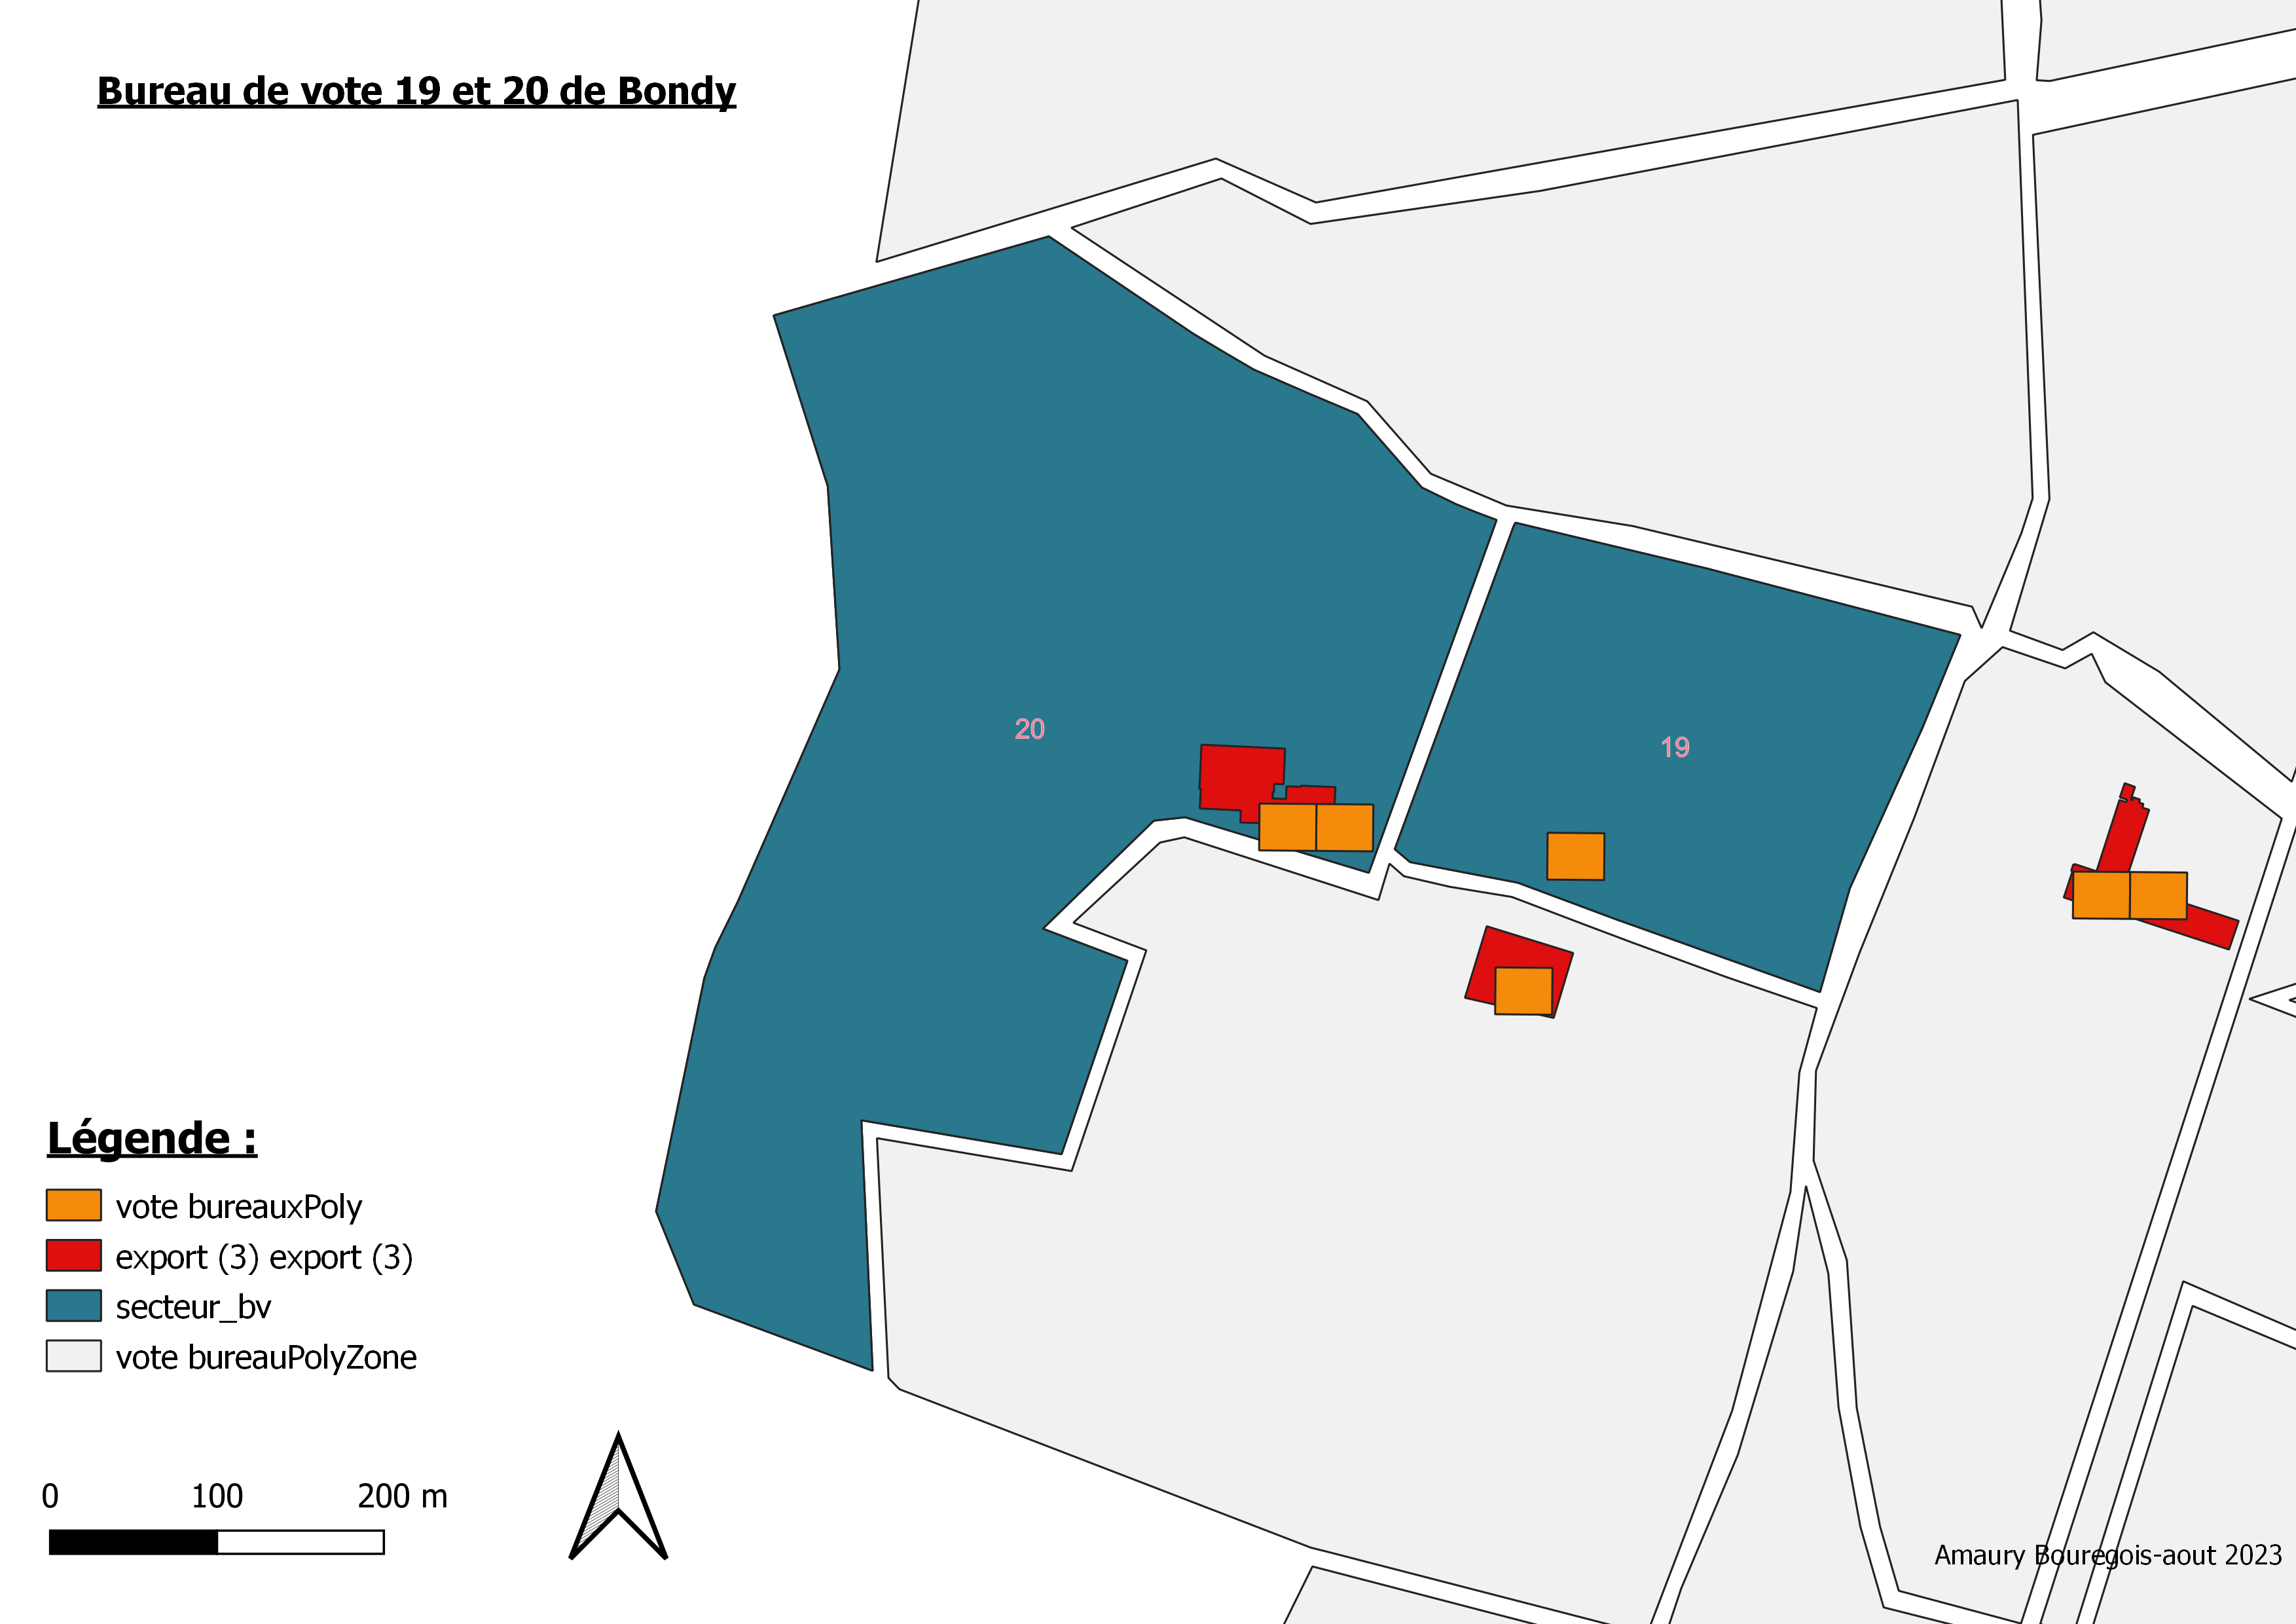 Bureau de vote 19 et 20 de Bondy
20
19
Légende :
vote bureauxPoly
export (3) export (3)
secteur_bv
vote bureauPolyZone
0 100 200 m
Amaury Bouregois-aout 2023